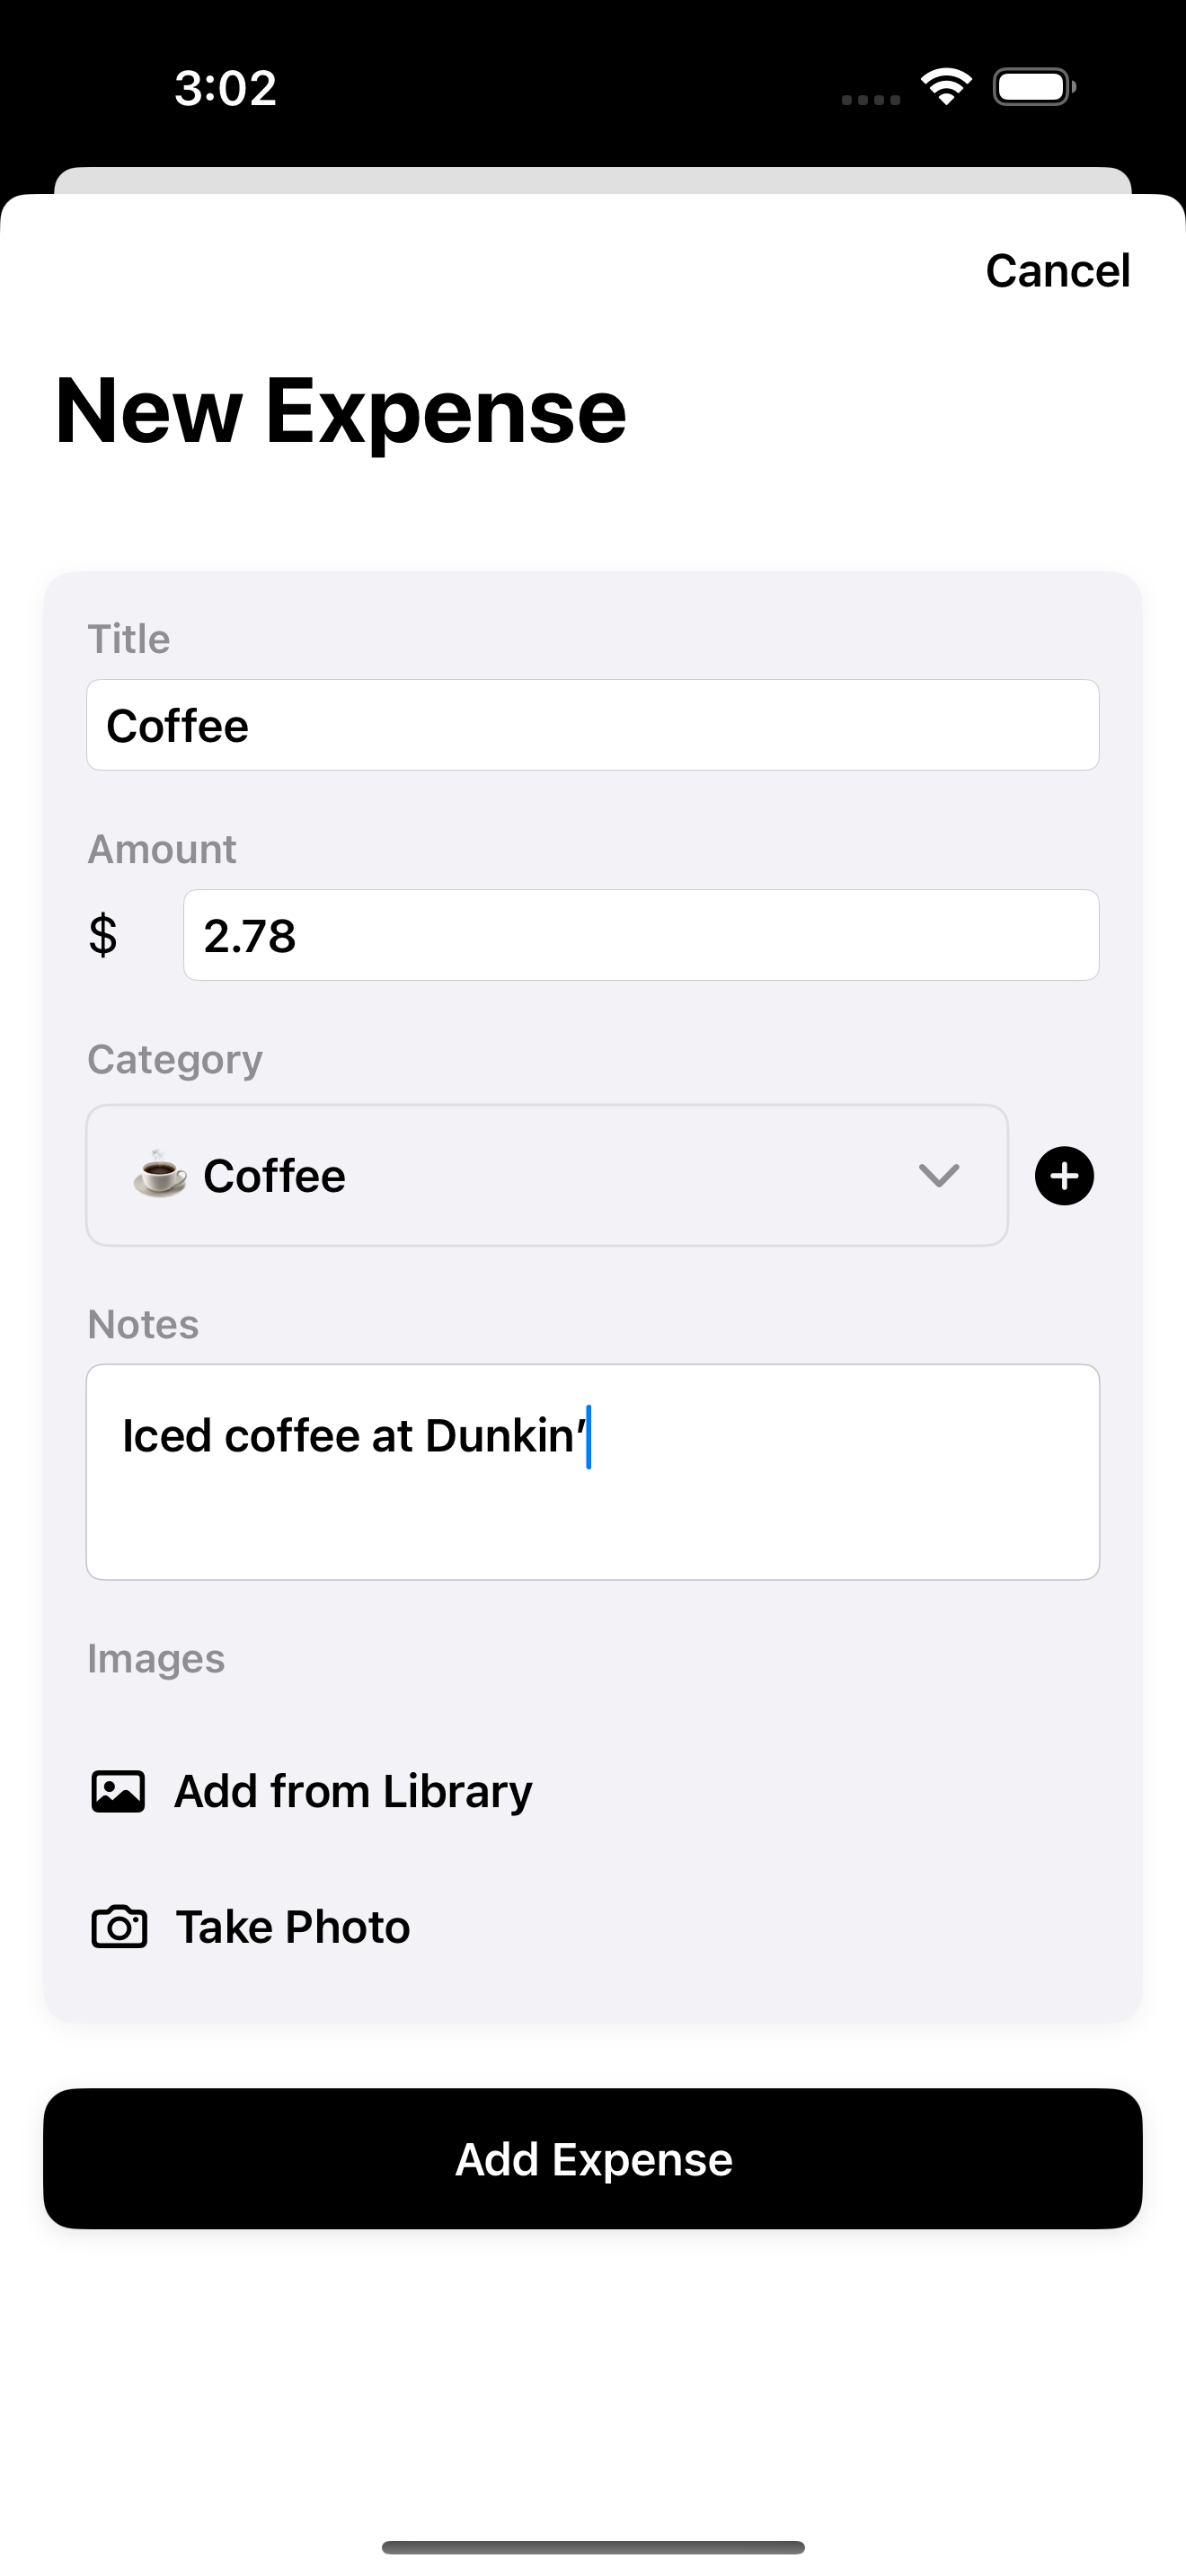 3:02
Cancel
New Expense
Title
Coffee
Amount
$ 2.78
Category
☕ Coffee
Notes
Iced coffee at Dunkin’
Images
Add from Library
Take Photo
Add Expense